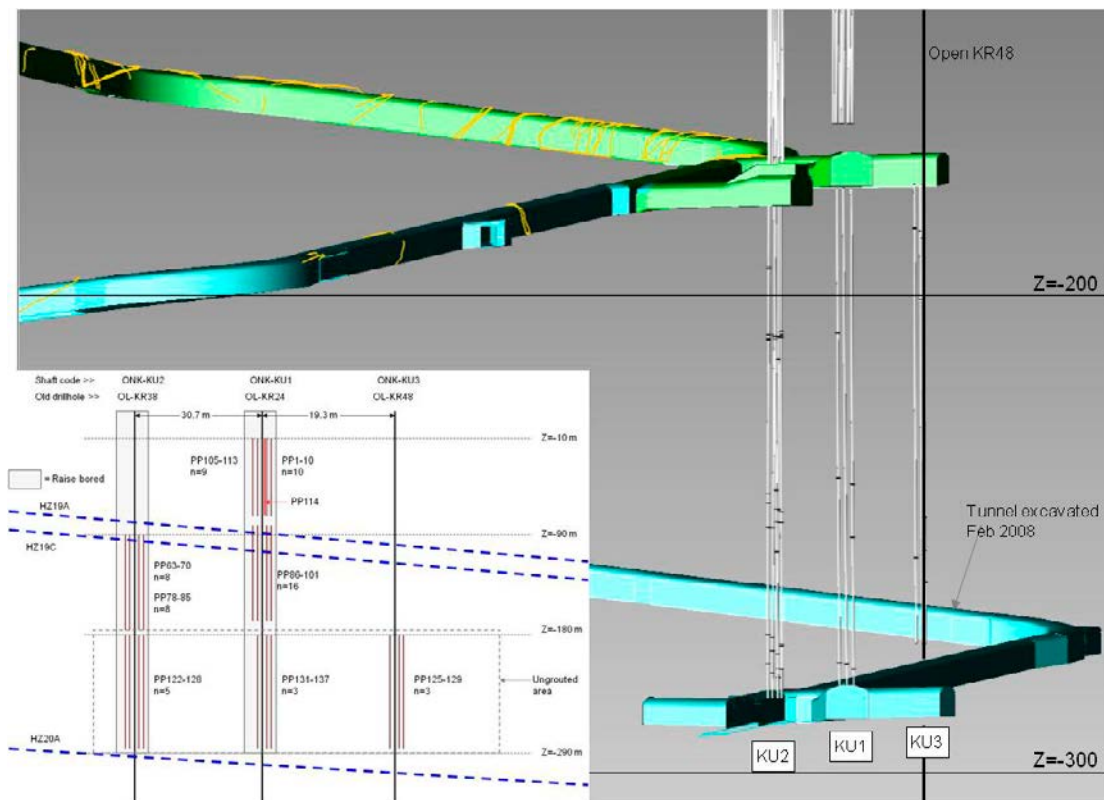 Open KR48
Z=-200
Shaft code >> ONK-KU2 ONK-KU1 ONK-KU3
Old drillhole >> OL-KR38 OL-KR24 OL-KR48
30.7 m 19.3 m
Z=-10 m
PP105-113 PP1-10
n=9 n=10
= Raise bored
PP114
HZ19A
Z=-90 m
HZ19C
PP63-70
n=8
PP86-101
n=16
PP78-85
n=8
Z=-180 m
PP122-128 PP131-137 PP125-129
n=5 n=3 n=3
Ungrouted
area
HZ20A
Z=-290 m
Tunnel excavated
Feb 2008
KU2 KU1 KU3
Z=-300